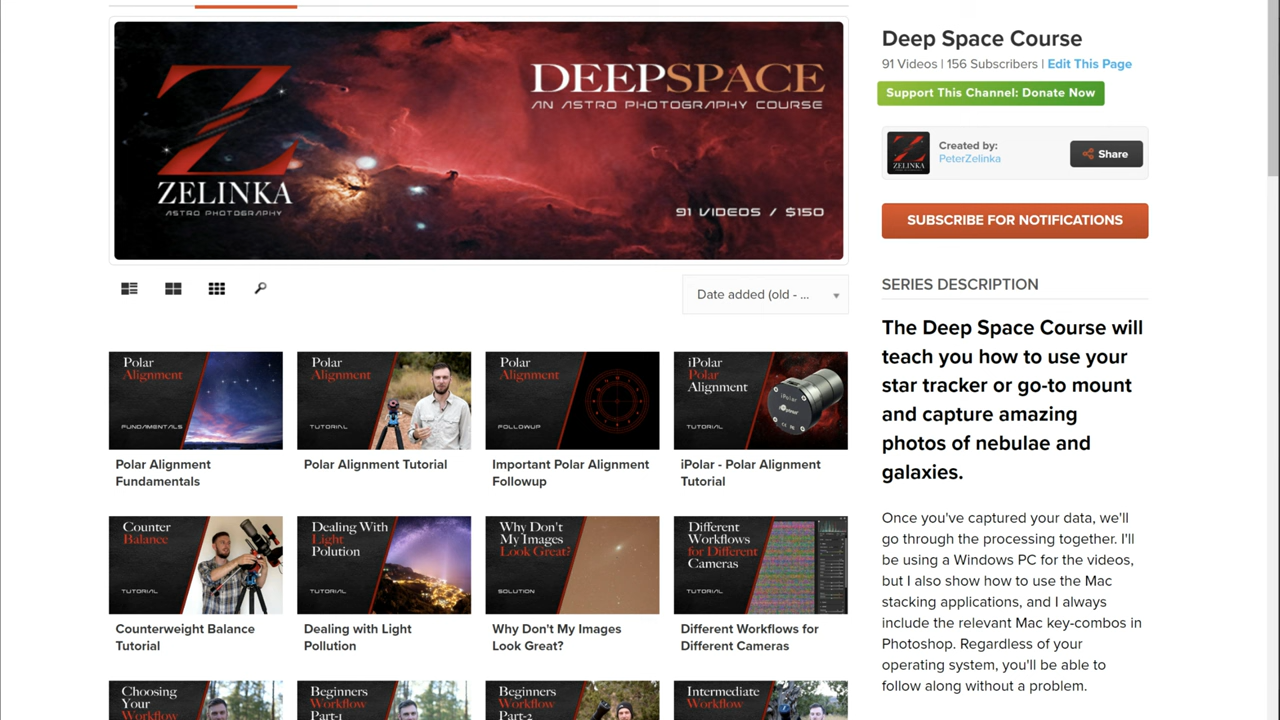 DEEPSPACE
AN ASTRO PHOTOGRAPHY COURSE
ZELINKA
ASTRO PHOTOGRAPHY
91 VIDEOS / $150
Deep Space Course
91 Videos | 156 Subscribers | Edit This Page
Support This Channel: Donate Now
ZELINKA
Created by:
PeterZelinka
Share
SUBSCRIBE FOR NOTIFICATIONS
Date added (old - ...
SERIES DESCRIPTION
The Deep Space Course will
teach you how to use your
star tracker or go-to mount
and capture amazing
photos of nebulae and
galaxies.
Once you've captured your data, we'll
go through the processing together. I'll
be using a Windows PC for the videos,
but I also show how to use the Mac
stacking applications, and I always
include the relevant Mac key-combos in
Photoshop. Regardless of your
operating system, you'll be able to
follow along without a problem.
Polar
Alignment
FUNDAMENTALS
Polar Alignment
Fundamentals
Polar
Alignment
TUTORIAL
Polar Alignment Tutorial
Polar
Alignment
FOLLOWUP
Important Polar Alignment
Followup
iPolar
Polar
Alignment
TUTORIAL
iPolar
iPolar - Polar Alignment
Tutorial
Counter
Balance
TUTORIAL
Counterweight Balance
Tutorial
Dealing With
Light
Polution
TUTORIAL
Dealing with Light
Pollution
Why Don't
My Images
Look Great?
SOLUTION
Why Don't My Images
Look Great?
Different
Workflows
for Different
Cameras
TUTORIAL
Different Workflows for
Different Cameras
Choosing
Your
Workflow
Beginners
Workflow
Part-1
Beginners
Workflow
Part-2
Intermediate
Workflow